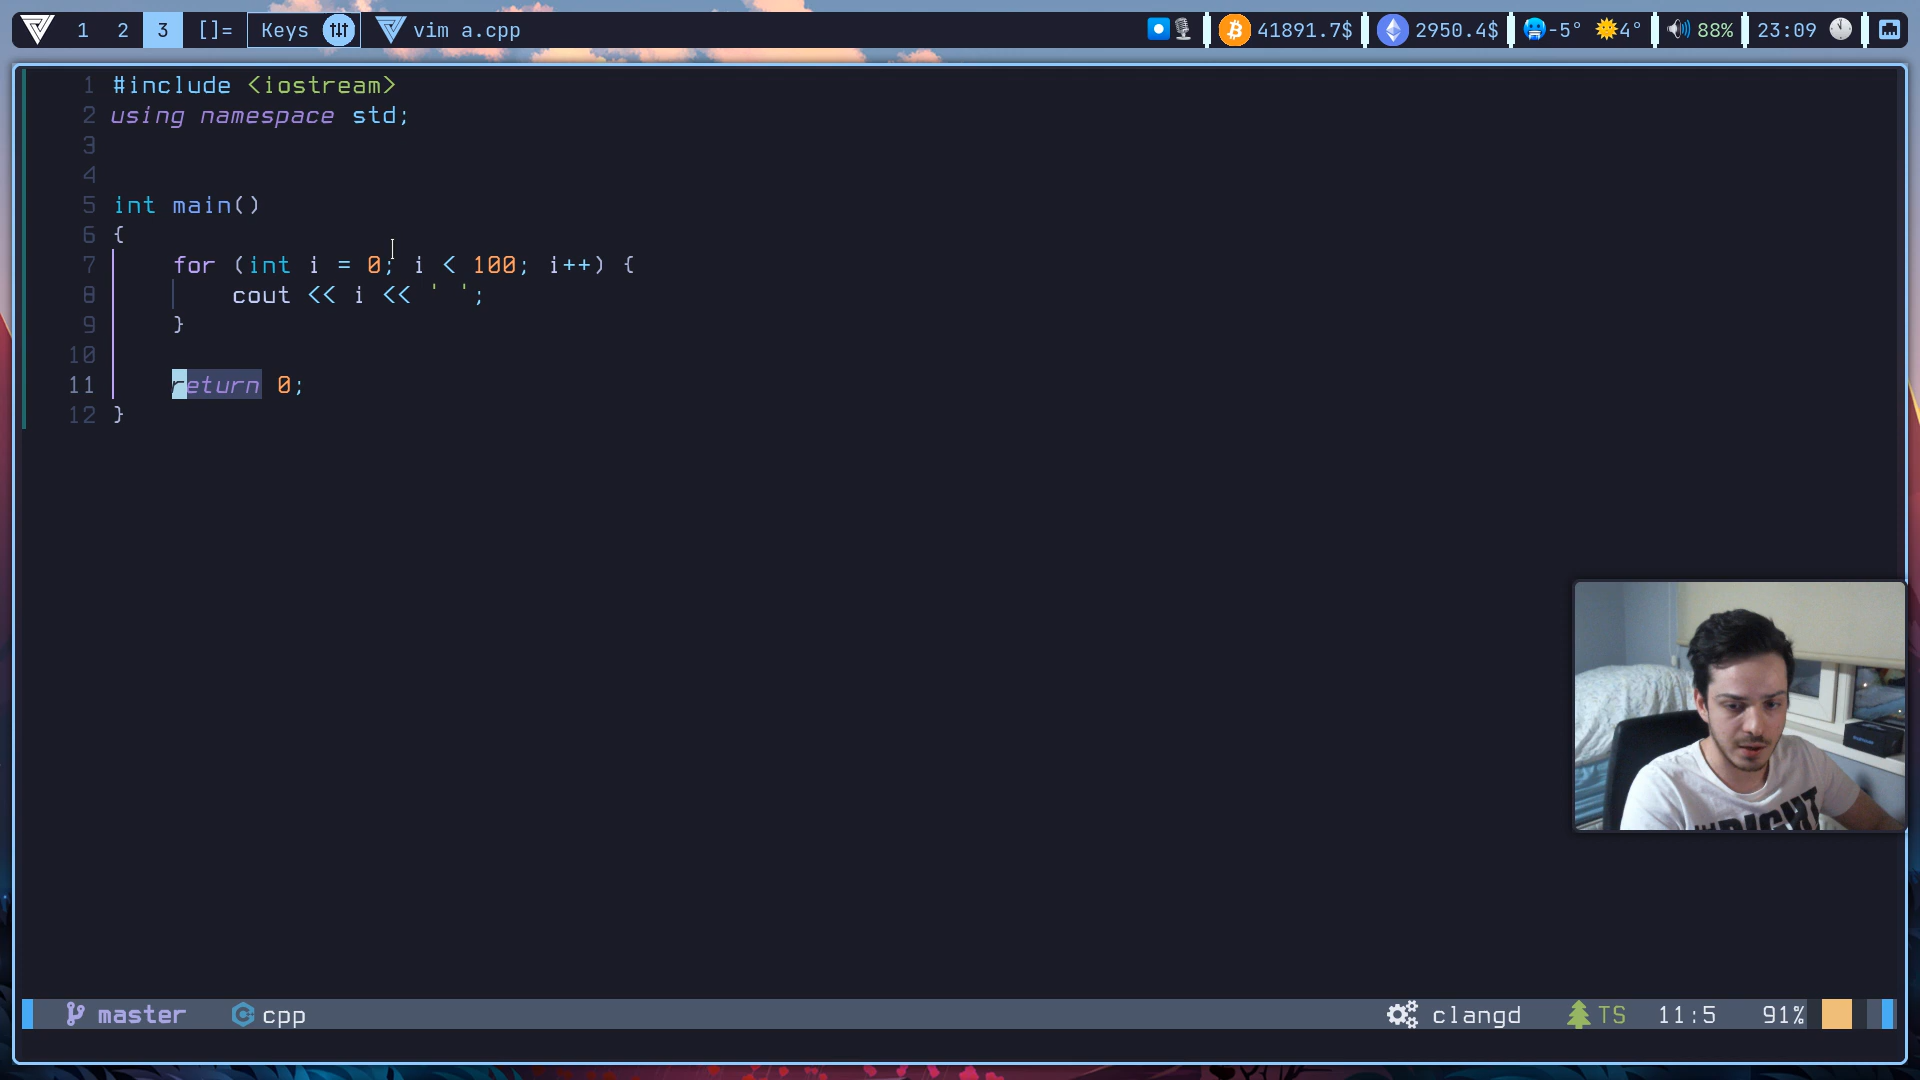 1 2 3 []= Keys vim a.cpp 41891.7$ 2950.4$ -5° 4° 88% 23:09
1 #include <iostream>
2 using namespace std;
3
4
5 int main()
6 {
7 for (int i = 0; i < 100; i++) {
8 cout << i << ' ';
9 }
10
11 return 0;
12 }
master cpp clangd TS 11:5 91%